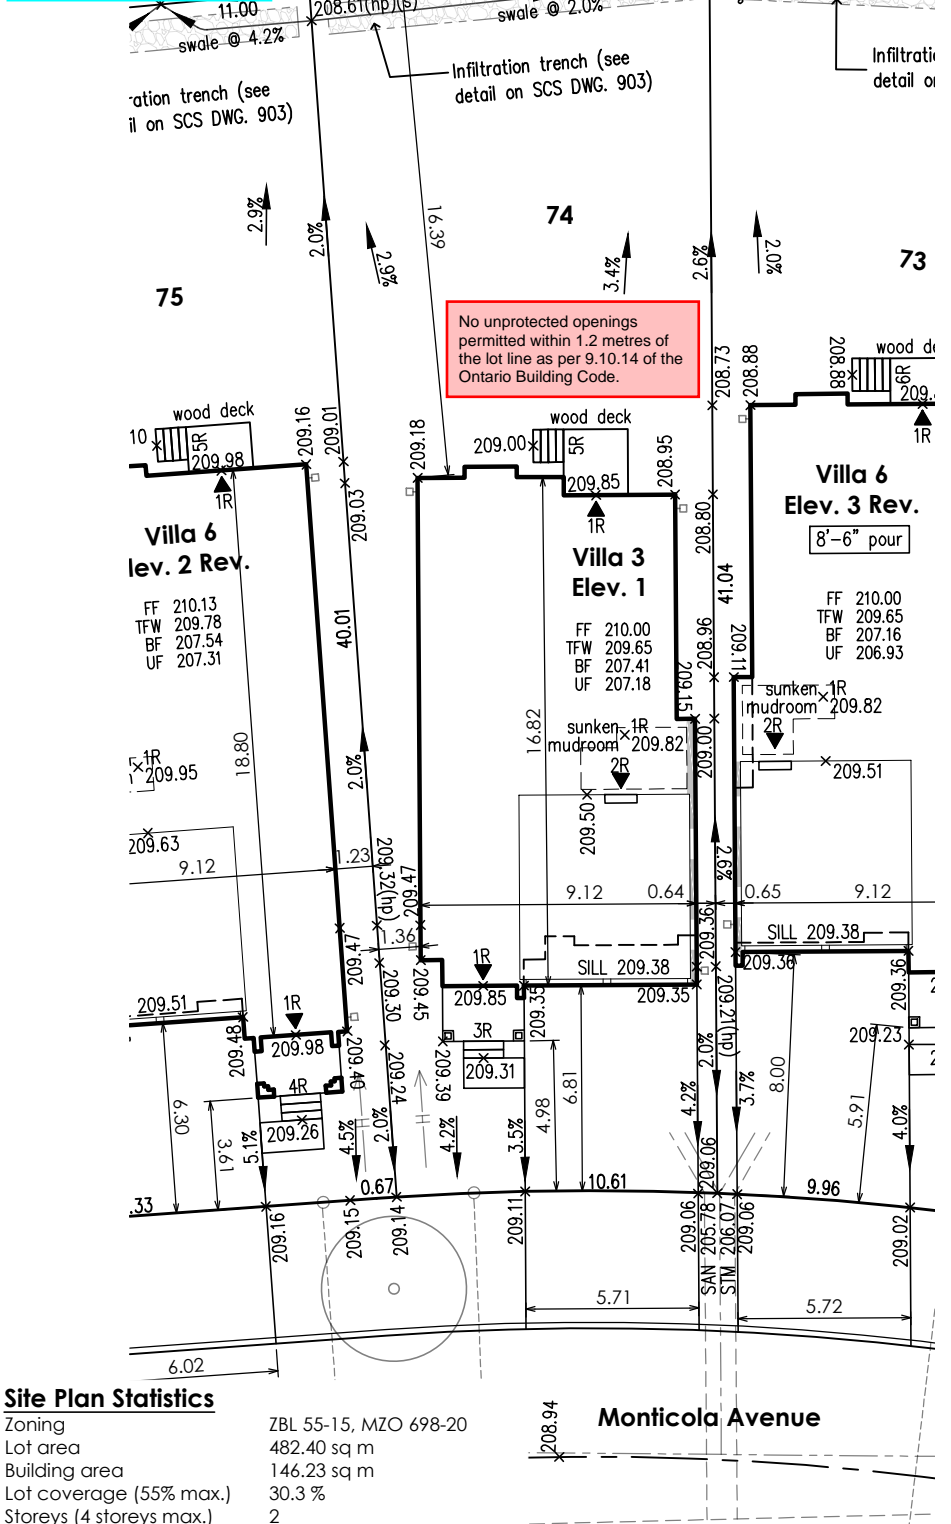 11.00
208.61(hp)(s)
swale @ 4.2%
swale @ 2.0%
Infiltration trench (see
detail on SCS DWG. 903)
Infiltratio
detail o
ration trench (see
il on SCS DWG. 903)
2.9%
2.0%
2.9%
16.39
74
3.4%
2.6%
2.0%
73
75
No unprotected openings
permitted within 1.2 metres of
the lot line as per 9.10.14 of the
Ontario Building Code.
208.73
208.88
208.88
wood de
6R
209.
1R
wood deck
10
5R
209.98
1R
209.16
209.01
209.03
209.18
wood deck
209.00
5R
209.85
1R
208.95
208.80
Villa 6
lev. 2 Rev.
FF 210.13
TFW 209.78
BF 207.54
UF 207.31
Villa 3
Elev. 1
FF 210.00
TFW 209.65
BF 207.41
UF 207.18
Villa 6
Elev. 3 Rev.
8'-6" pour
FF 210.00
TFW 209.65
BF 207.16
UF 206.93
40.01
41.04
208.96
209.11
209.15
209.00
18.80
16.82
sunken 1R
mudroom 209.82
2R
sunken 1R
mudroom 209.82
2R
1R
209.95
2.0%
209.50
209.51
209.63
2.6%
9.12
1.23
209.32(hp)
209.47
9.12
0.64
0.65
9.12
209.36
1.36
209.47
SILL 209.38
SILL 209.38
209.36
209.36
1R
209.85
209.35
209.35
209.45
209.30
209.21(hp)
209.51
1R
209.98
209.48
209.40
209.24
3R
209.31
209.39
2.0%
8.00
209.23
2
2
4R
209.26
6.30
3.61
5.1%
4.5%
2.0%
4.2%
3.5%
4.98
6.81
4.2%
3.7%
5.91
4.0%
209.06
.33
0.67
10.61
9.96
209.16
209.15
209.14
209.11
209.06
SAN 205.78
STM 206.07
209.06
209.02
5.71
5.72
6.02
Monticola Avenue
208.94
Site Plan Statistics
Zoning ZBL 55-15, MZO 698-20
Lot area 482.40 sq m
Building area 146.23 sq m
Lot coverage (55% max.) 30.3 %
Storeys (4 storeys max.) 2